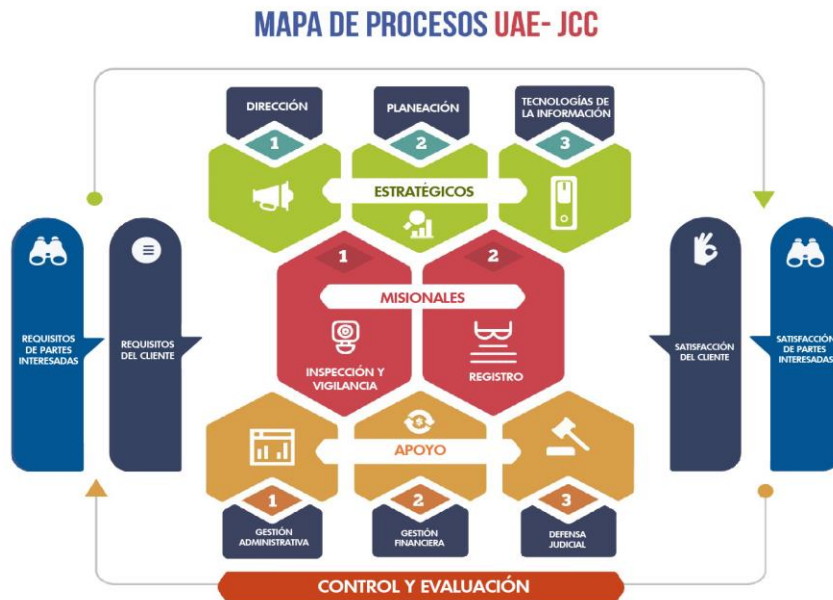 MAPA DE PROCESOS UAE- JCC
DIRECCIÓN
PLANEACIÓN
TECNOLOGÍAS DE
LA INFORMACIÓN
1
2
3
ESTRATÉGICOS
REQUISITOS
DE PARTES
INTERESADAS
REQUISITOS
DEL CLIENTE
1
2
MISIONALES
INSPECCIÓN Y
VIGILANCIA
REGISTRO
SATISFACCIÓN
DEL CLIENTE
SATISFACCIÓN
DE PARTES
INTERESADAS
APOYO
1
2
3
GESTIÓN
ADMINISTRATIVA
GESTIÓN
FINANCIERA
DEFENSA
JUDICIAL
CONTROL Y EVALUACIÓN